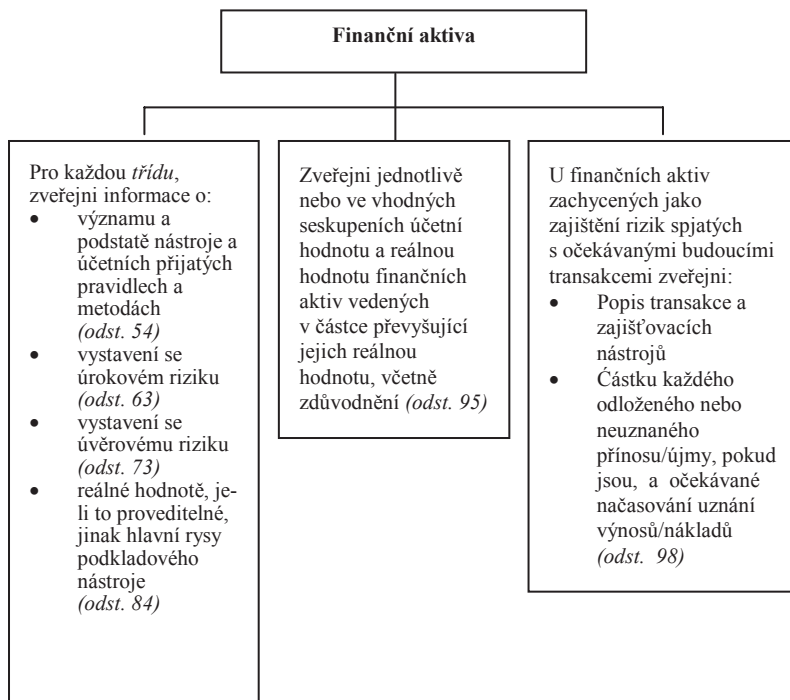 Finanční aktiva
Pro každou třídu,
zveřejni informace o:
• významu a
podstatě nástroje a
účetních přijatých
pravidlech a
metodách
(odst. 54)
• vystavení se
úrokovém riziku
(odst. 63)
• vystavení se
úvěrovému riziku
(odst. 73)
• reálné hodnotě, je-
li to proveditelné,
jinak hlavní rysy
podkladového
nástroje
(odst. 84)
Zveřejni jednotlivě
nebo ve vhodných
seskupeních účetní
hodnotu a reálnou
hodnotu finančních
aktiv vedených
v částce převyšující
jejich reálnou
hodnotu, včetně
zdůvodnění (odst. 95)
U finančních aktiv
zachycených jako
zajištění rizik spjatých
s očekávanými budoucími
transakcemi zveřejni:
• Popis transakce a
zajišťovacích
nástrojů
• Ćástku každého
odloženého nebo
neuznaného
přínosu/újmy, pokud
jsou, a očekávané
načasování uznání
výnosů/nákladů
(odst. 98)